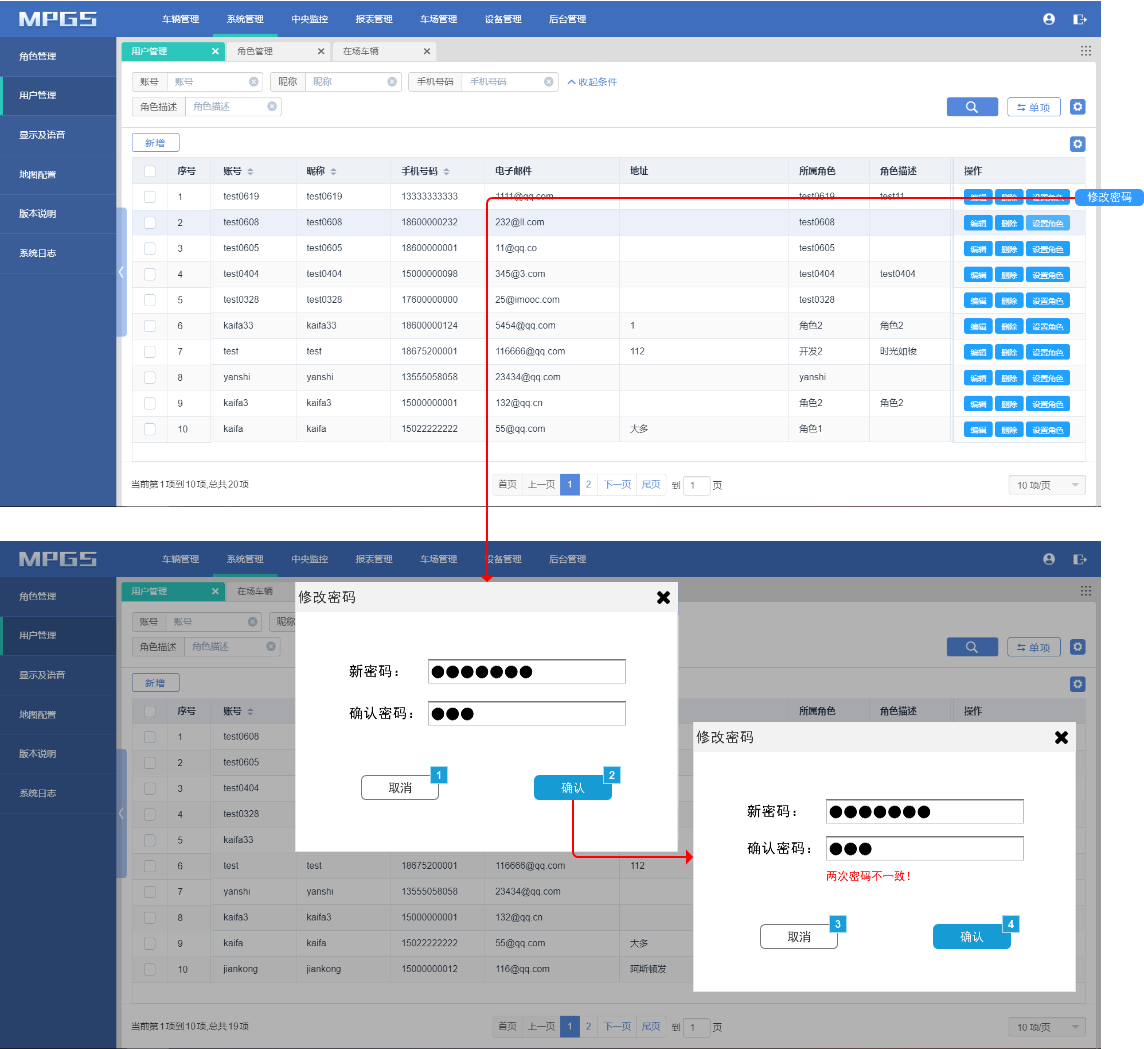 MPGS 车辆管理 系统管理 中央监控 报表管理 车场管理 设备管理 后台管理
角色管理
用户管理
显示及语音
地图配置
版本说明
系统日志
用户管理 角色管理 在场车辆
账号 账号 昵称 昵称 手机号码 手机号码 收起条件
角色描述 角色描述 单项
新增
序号 账号 昵称 手机号码 电子邮件 地址 所属角色 角色描述 操作
1 test0619 test0619 13333333333 1111@qq.com test0619 test11 编辑 删除 设置角色 修改密码
2 test0608 test0608 18600000232 232@ll.com test0608 编辑 删除 设置角色
3 test0605 test0605 18600000001 11@qq.co test0605 编辑 删除 设置角色
4 test0404 test0404 15000000098 345@3.com test0404 test0404 编辑 删除 设置角色
5 test0328 test0328 17600000000 25@imooc.com test0328 编辑 删除 设置角色
6 kaifa33 kaifa33 18600000124 5454@qq.com 1 角色2 角色2 编辑 删除 设置角色
7 test test 18675200001 116666@qq.com 112 开发2 时光如梭 编辑 删除 设置角色
8 yanshi yanshi 13555058058 23434@qq.com yanshi 编辑 删除 设置角色
9 kaifa3 kaifa3 15000000001 132@qq.cn 角色2 角色2 编辑 删除 设置角色
10 kaifa kaifa 15022222222 55@qq.com 大多 角色1 编辑 删除 设置角色
当前第1项到10项,总共20项 首页 上一页 1 2 下一页 尾页 到 1 页 10 项/页
MPGS 车辆管理 系统管理 中央监控 报表管理 车场管理 设备管理 后台管理
角色管理
用户管理
显示及语音
地图配置
版本说明
系统日志
用户管理 在场车辆
账号 账号 昵称
角色描述 角色描述 单项
新增
序号 账号 所属角色 角色描述 操作
1 test0608
2 test0605
3 test0404
4 test0328
5 kaifa33
6 test test 18675200001 116666@qq.com 112
7 yanshi yanshi 13555058058 23434@qq.com
8 kaifa3 kaifa3 15000000001 132@qq.cn
9 kaifa kaifa 15022222222 55@qq.com 大多
10 jiankong jiankong 15000000012 116@qq.com 阿斯顿发
当前第1项到10项,总共19项 首页 上一页 1 2 下一页 尾页 到 1 页 10 项/页
修改密码
新密码：
确认密码：
取消 1 确认 2
修改密码
新密码：
确认密码：
两次密码不一致！
取消 3 确认 4